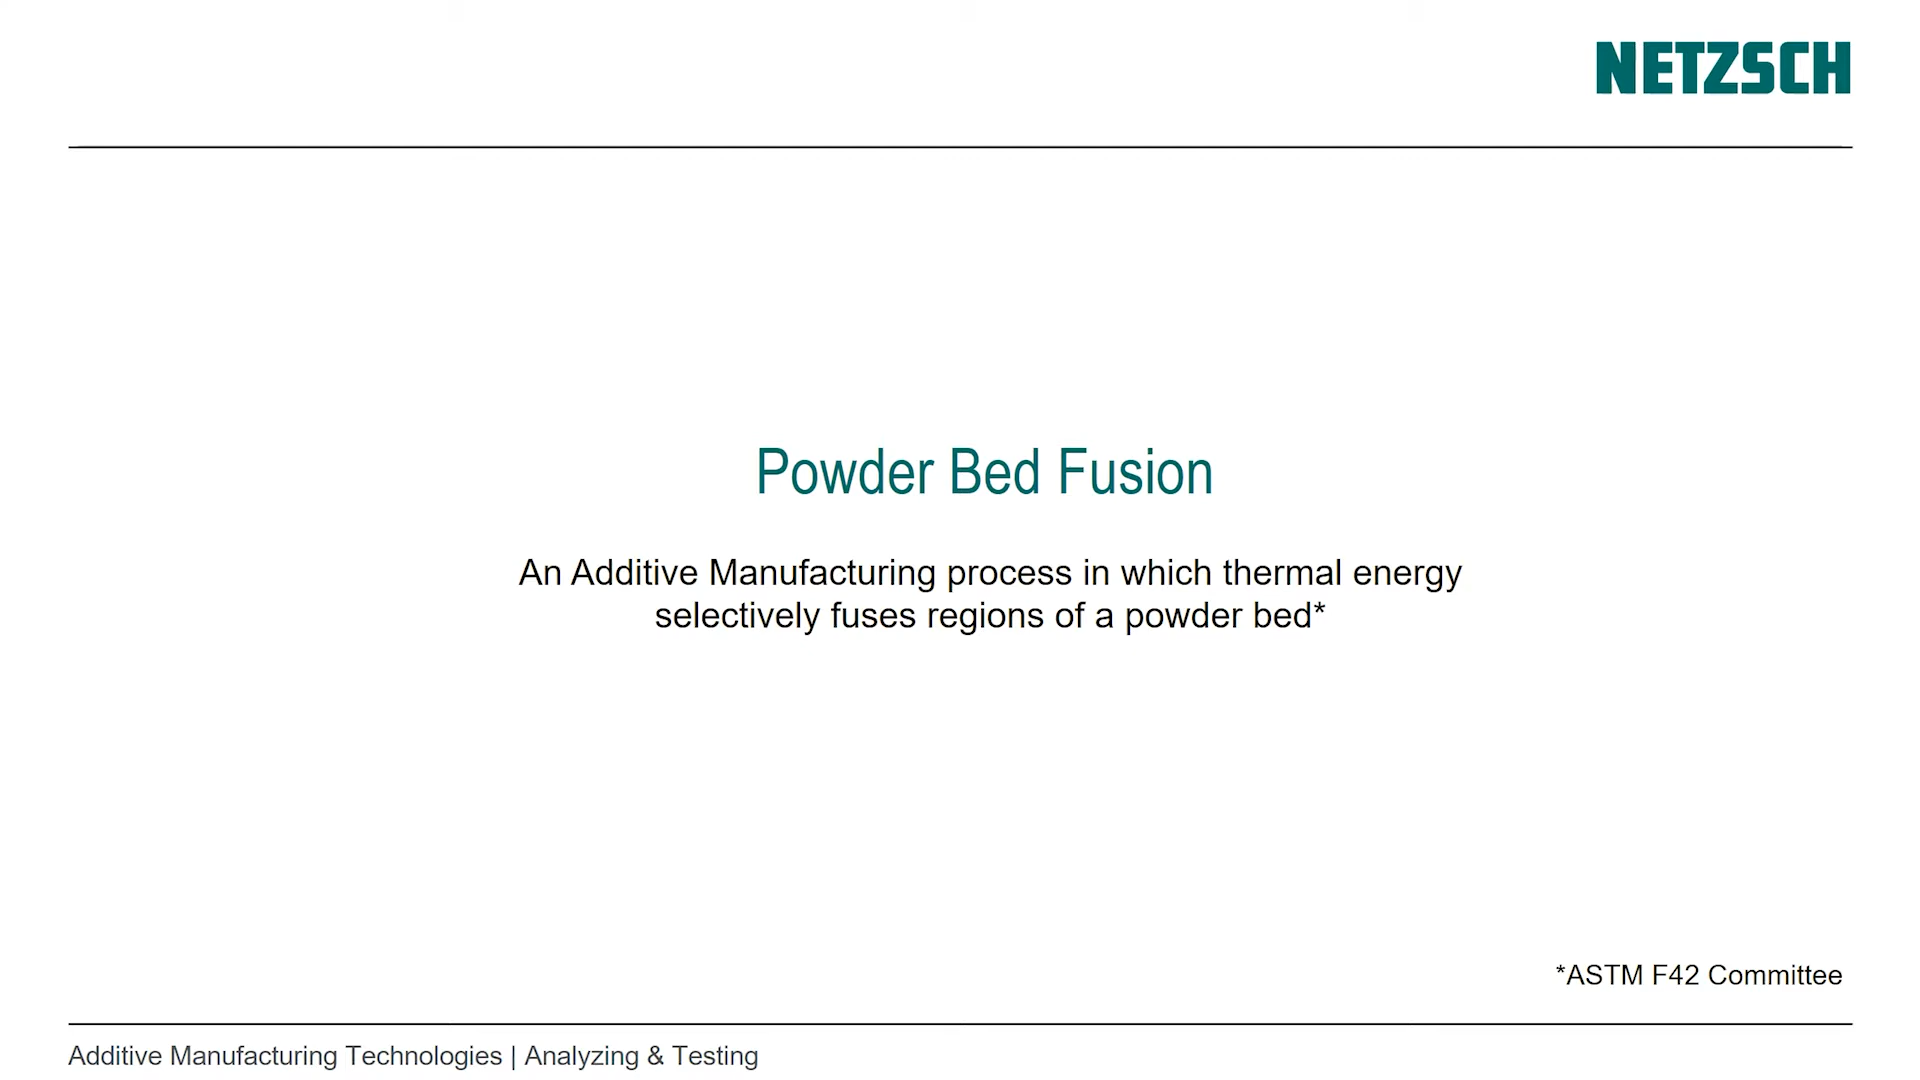 NETZSCH
Powder Bed Fusion
An Additive Manufacturing process in which thermal energy
selectively fuses regions of a powder bed*
*ASTM F42 Committee
Additive Manufacturing Technologies | Analyzing & Testing